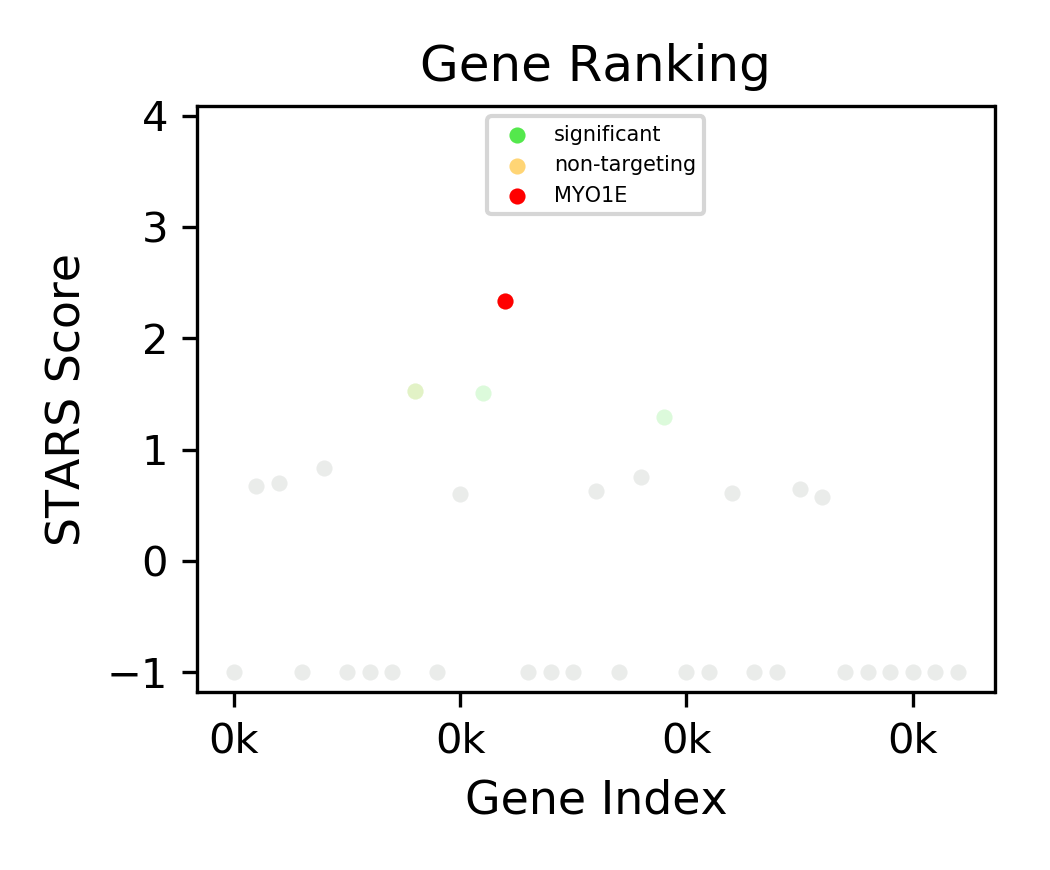 Gene Ranking
4
3
2
1
0
−1
STARS Score
significant
non-targeting
MYO1E
0k 0k 0k 0k
Gene Index